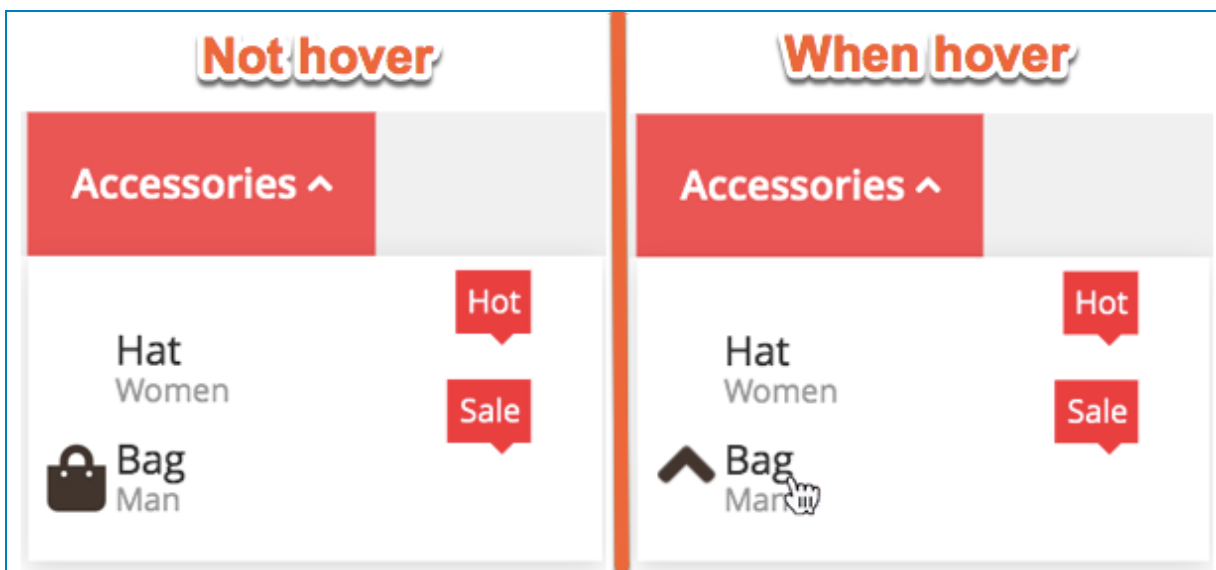 Not hover
Accessories
Hot
Hat
Women
Sale
Bag
Man
When hover
Accessories
Hot
Hat
Women
Sale
Bag
Man